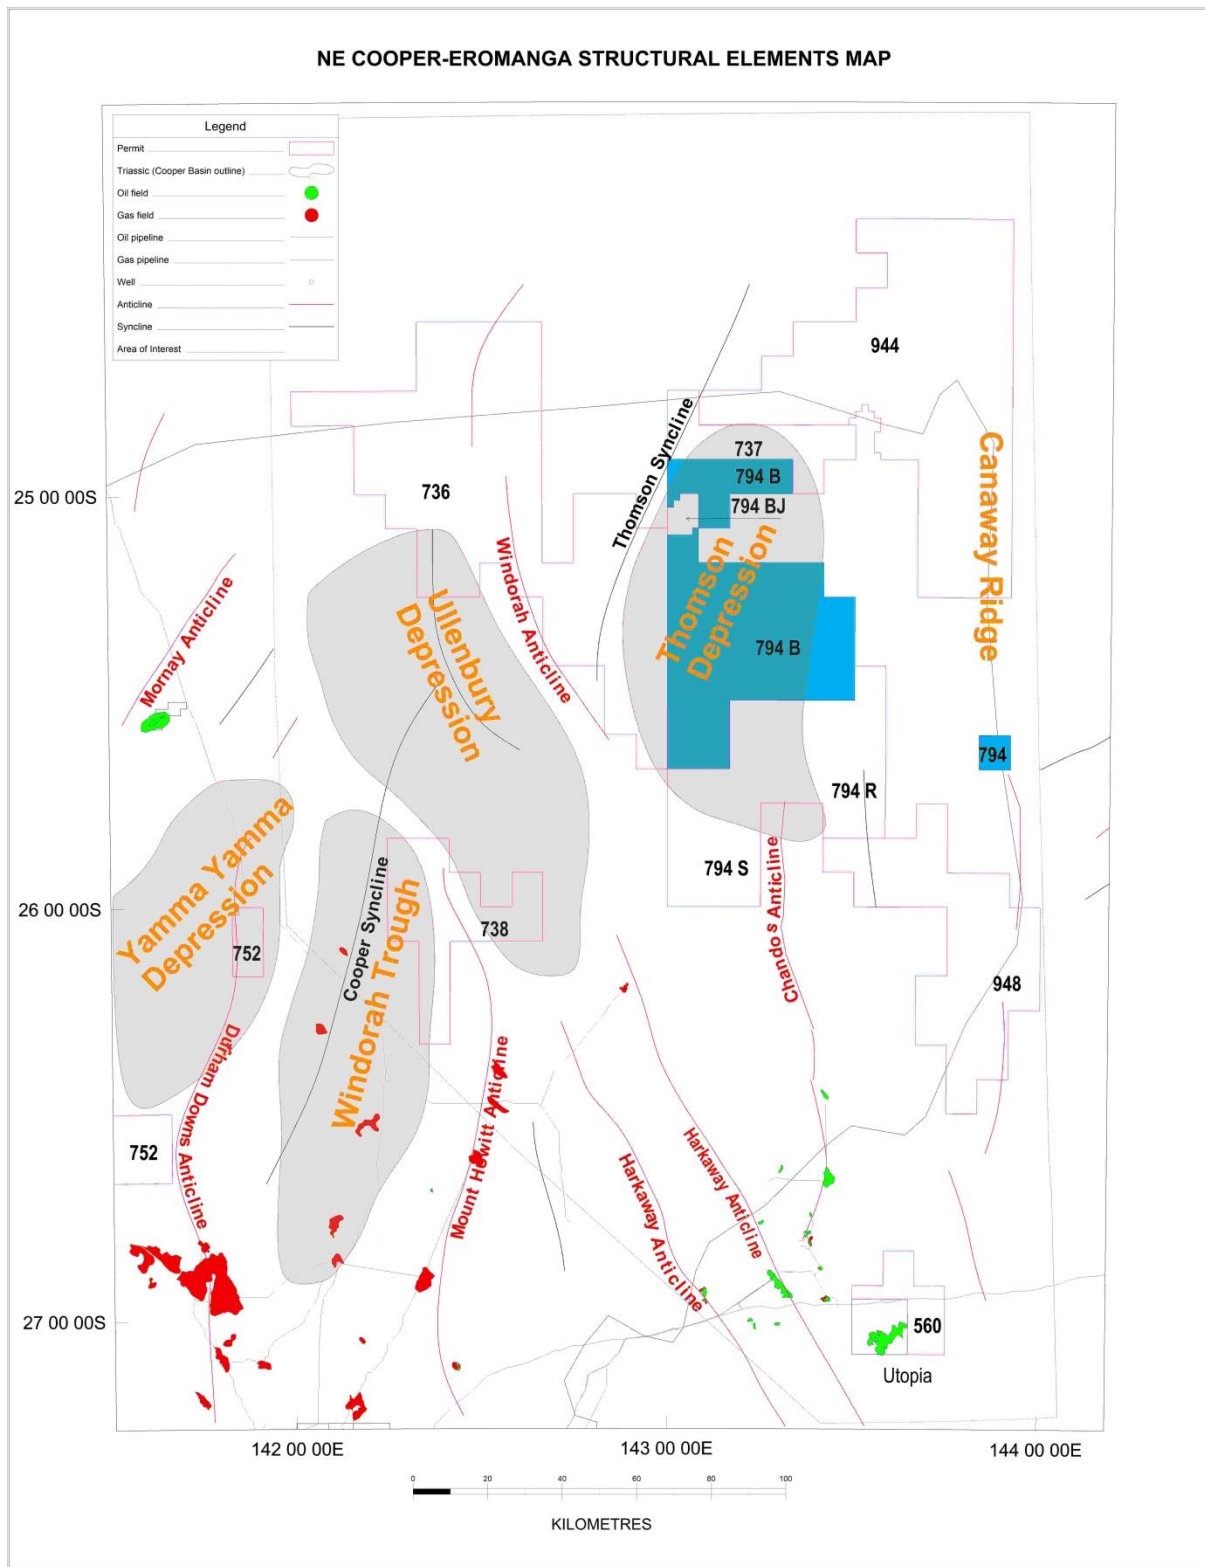 NE COOPER-EROMANGA STRUCTURAL ELEMENTS MAP
Legend
Permit
Triassic (Cooper Basin outline)
Oil field
Gas field
Oil pipeline
Gas pipeline
Well
Anticline
Syncline
Area of Interest
944
Thomson Syncline
737
794 B
794 BJ
Canaway Ridge
25 00 00S
736
Windorah Anticline
Thomson
Depression
Ullenbury
Depression
Mornay Anticline
794 B
794
794 R
Yamma Yamma
Depression
752
Cooper Syncline
Windorah Trough
738
794 S
Chandos Anticline
26 00 00S
948
Durham Downs Anticline
Mount Howitt Anticline
752
Harkaway Anticline
Harkaway Anticline
27 00 00S
560
Utopia
142 00 00E
143 00 00E
144 00 00E
0 20 40 60 80 100
KILOMETRES